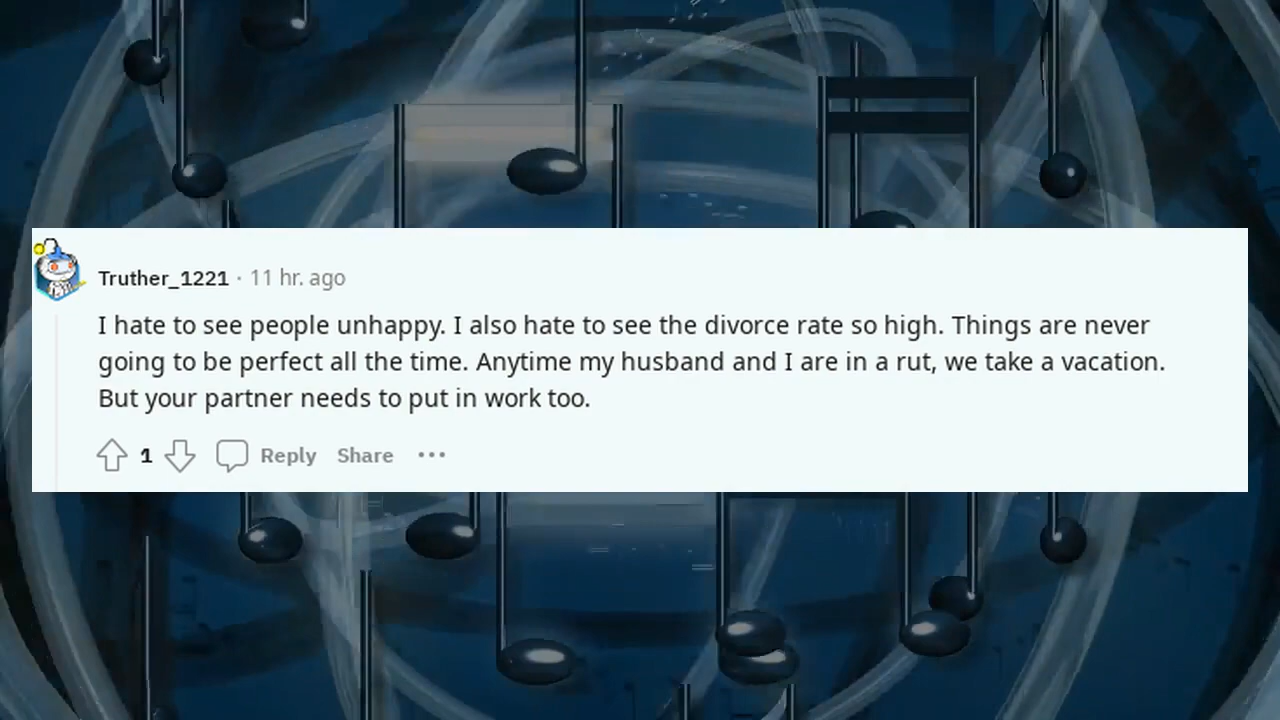 Truther_1221 · 11 hr. ago
I hate to see people unhappy. I also hate to see the divorce rate so high. Things are never
going to be perfect all the time. Anytime my husband and I are in a rut, we take a vacation.
But your partner needs to put in work too.
1 Reply Share ···